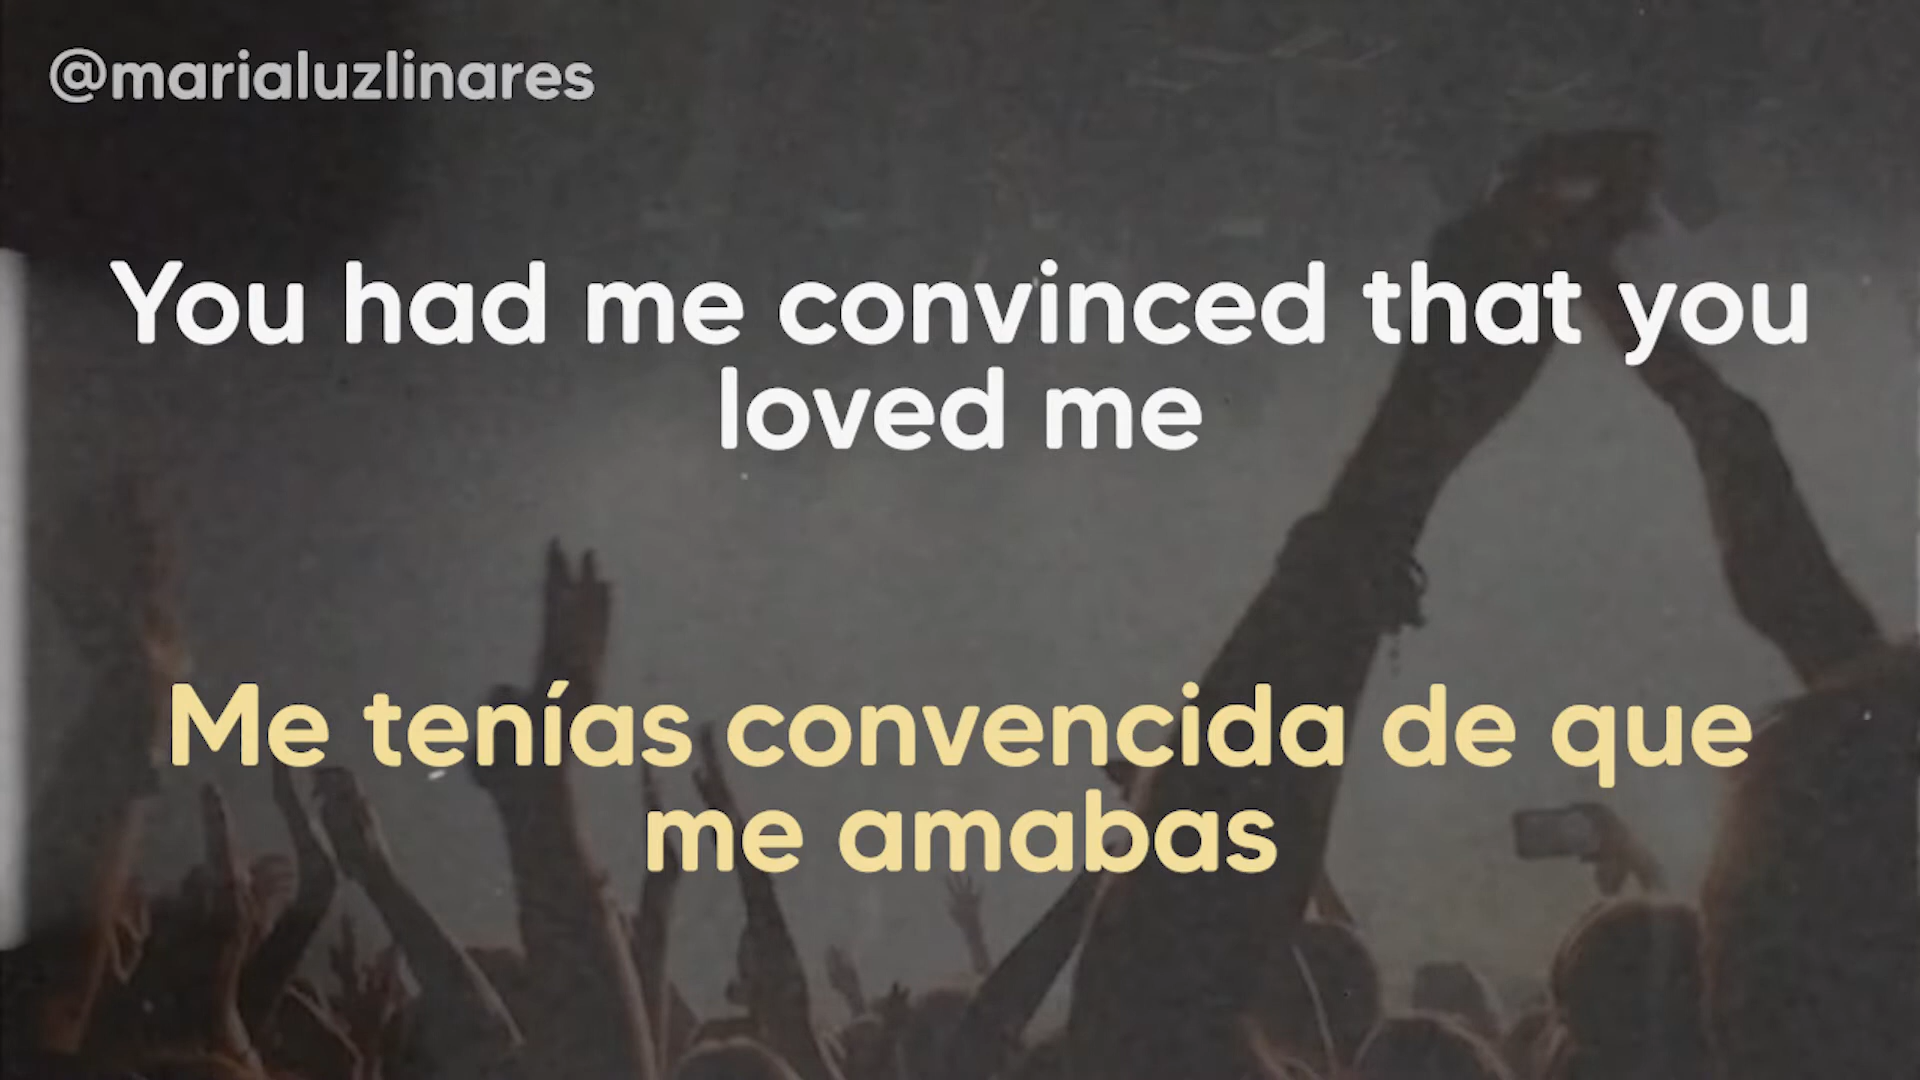 @marialuzlinares
You had me convinced that you
loved me
Me tenías convencida de que
me amabas